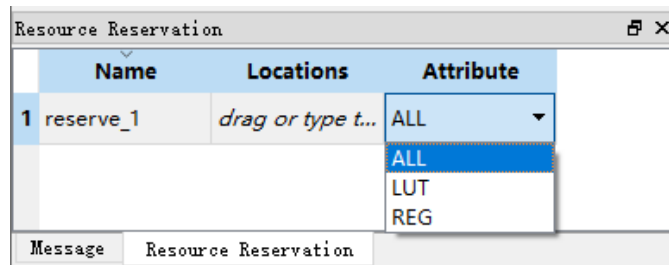 Resource Reservation
Name Locations Attribute
1 reserve_1 drag or type t... ALL
ALL
LUT
REG
Message Resource Reservation